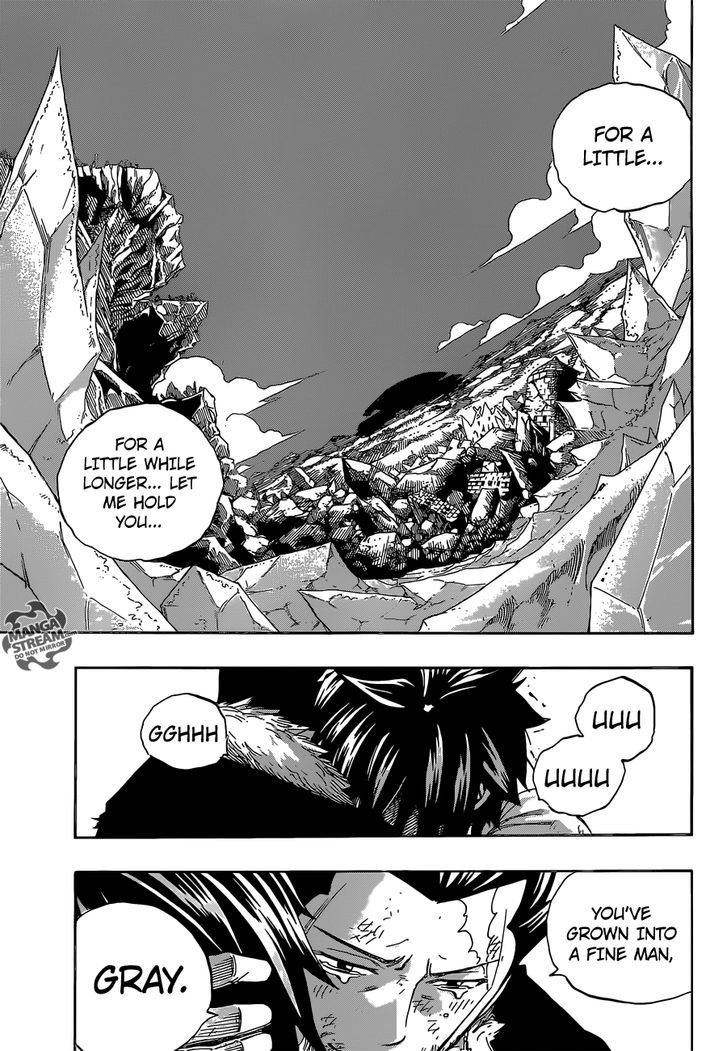 FOR A
LITTLE...
FOR A
LITTLE WHILE
LONGER... LET
ME HOLD
YOU...
MANGA
STREAM
DO NOT MIRROR
UUU
UUUU
GGHHH
YOU'VE
GROWN INTO
A FINE MAN,
GRAY.